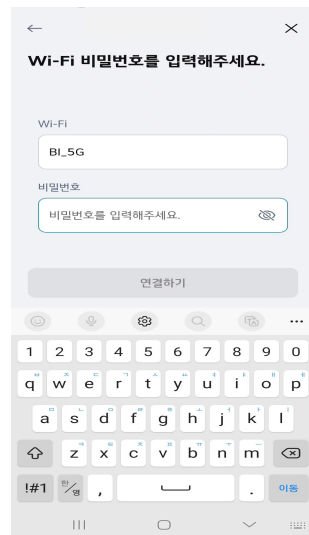 Wi-Fi 비밀번호를 입력해주세요.
Wi-Fi
BI_5G
비밀번호
비밀번호를 입력해주세요.
연결하기
1 2 3 4 5 6 7 8 9 0
q ㅂ w ㅈ e ㄷ r ㄱ t ㅅ y ㅛ u ㅕ i ㅑ o ㅐ p ㅔ
a ㅁ s ㄴ d ㅇ f ㄹ g ㅎ h ㅗ j ㅓ k ㅏ l ㅣ
z ㅋ x ㅌ c ㅊ v ㅍ b ㅠ n ㅜ m ㅡ
!#1 한/영 , . 이동